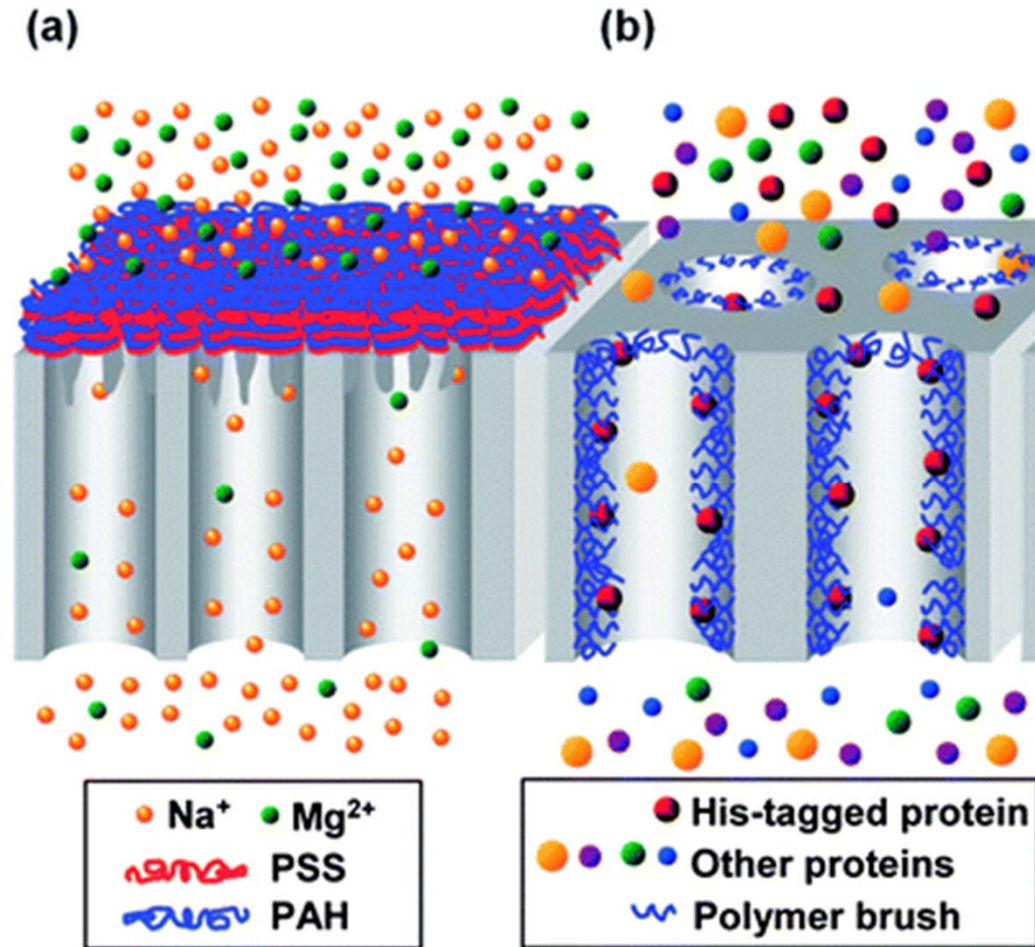 (a)
(b)
Na⁺ Mg²⁺
PSS
PAH
His-tagged protein
Other proteins
Polymer brush